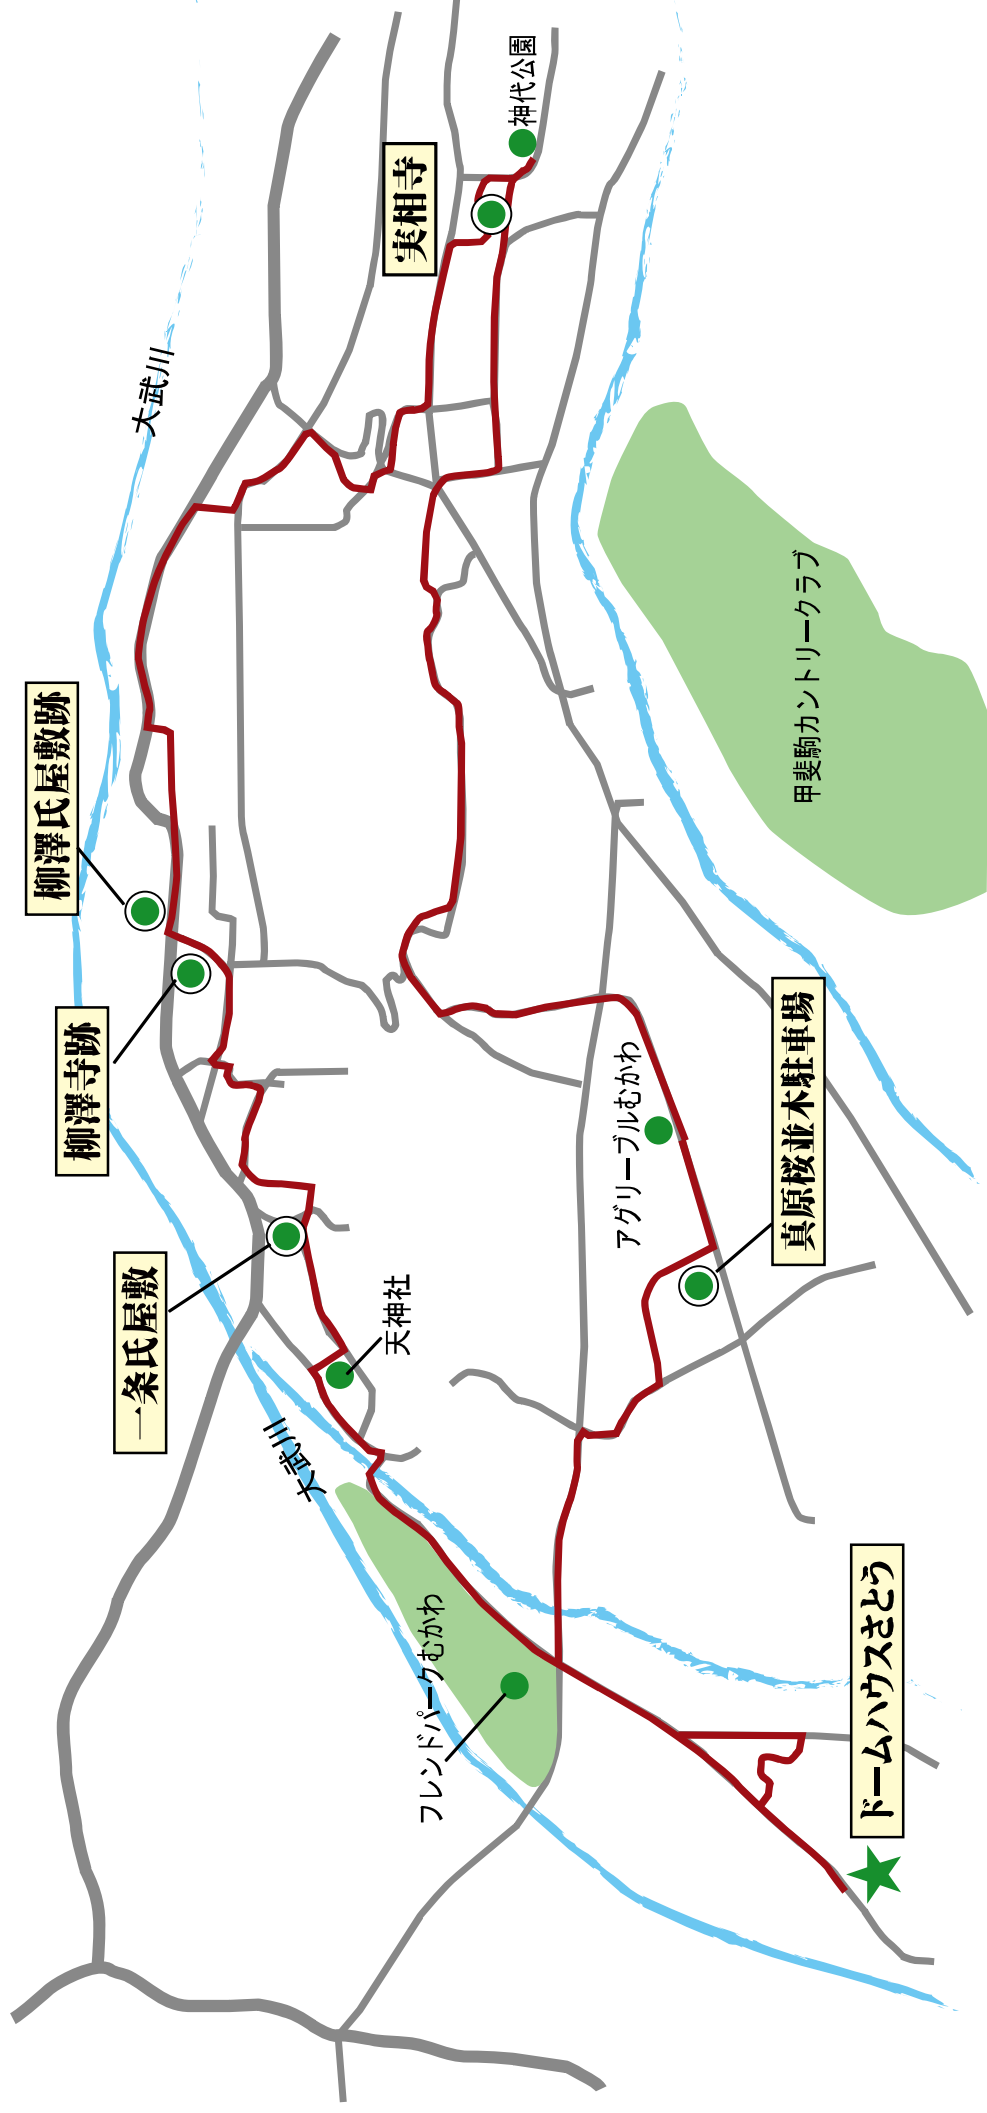 神代公園
実相寺
大武川
甲斐駒カントリークラブ
柳澤氏屋敷跡
柳澤寺跡
真原桜並木駐車場
アグリーブルむかわ
一条氏屋敷
天神社
大武川
フレンドパークむかわ
ドームハウスさとう